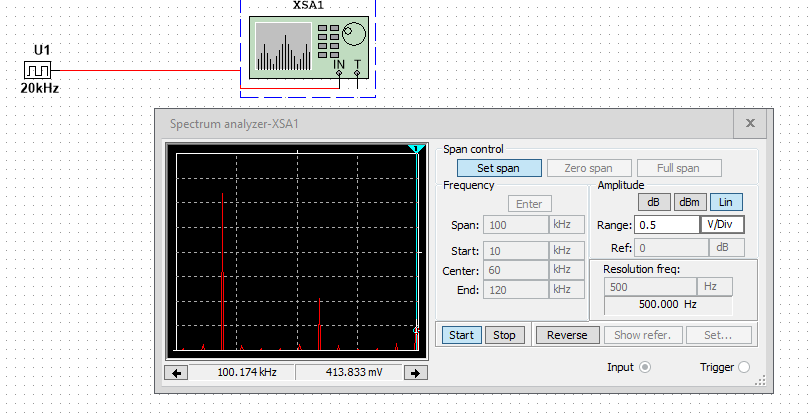 XSA1
U1
IN T
20kHz
Spectrum analyzer-XSA1 X
Span control
Set span Zero span Full span
Frequency Amplitude
Enter dB dBm Lin
Span: 100 kHz Range: 0.5 V/Div
Start: 10 kHz Ref: 0 dB
Center: 60 kHz Resolution freq:
End: 120 kHz 500 Hz
500.000 Hz
Start Stop Reverse Show refer. Set...
100.174 kHz 413.833 mV Input Trigger